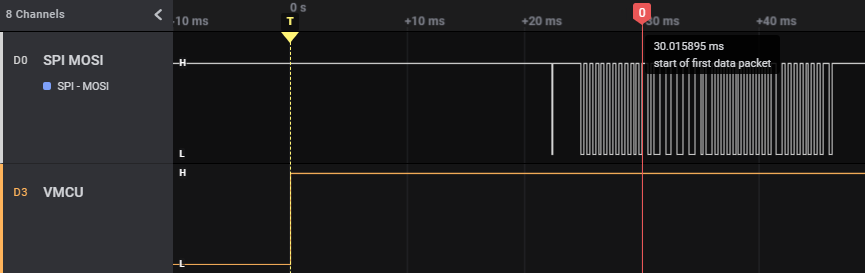 8 Channels
0 s
-10 ms
T
+10 ms
+20 ms
0
+30 ms
+40 ms
D0 SPI MOSI
SPI - MOSI
H
L
30.015895 ms
start of first data packet
D3 VMCU
H
L